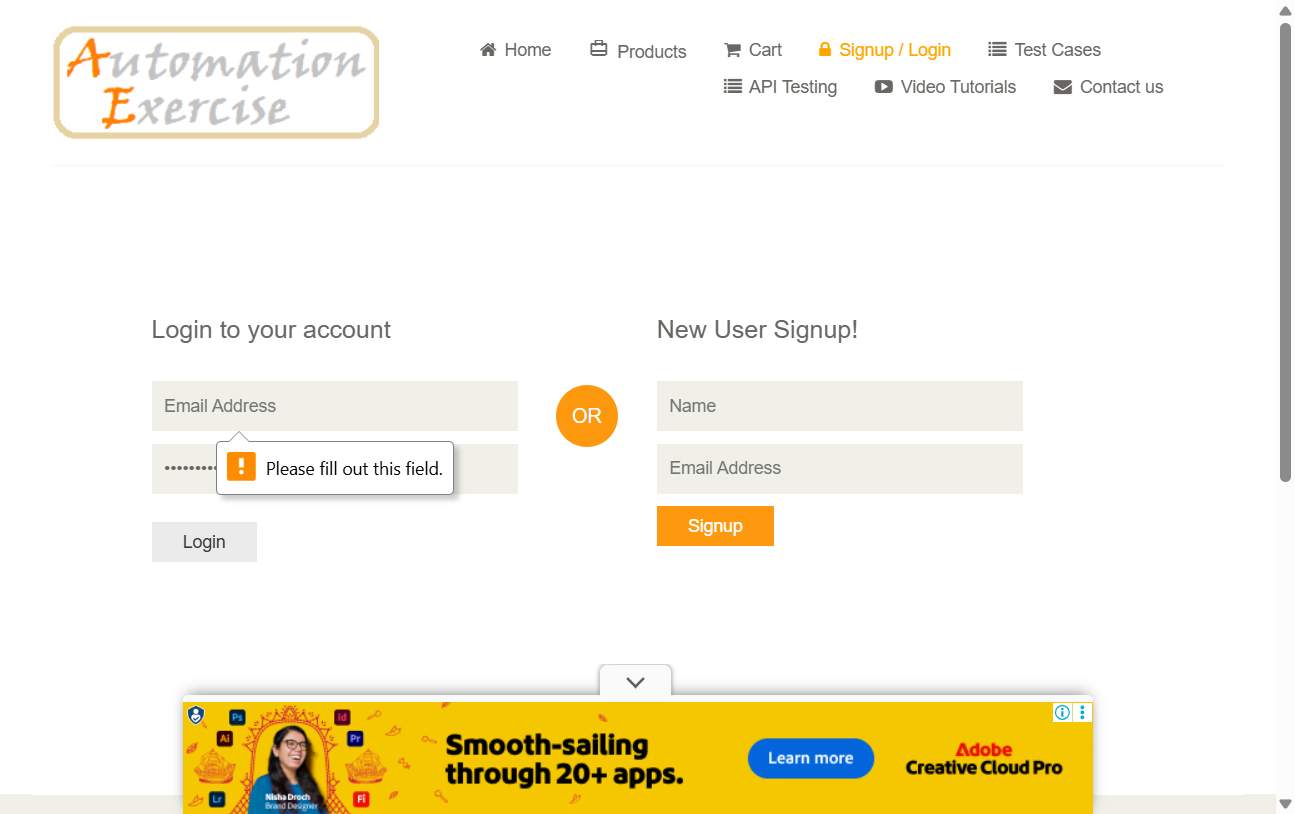 Automation
Exercise
Home
Products
Cart
Signup / Login
Test Cases
API Testing
Video Tutorials
Contact us
Login to your account
New User Signup!
Email Address
OR
Name
Please fill out this field.
Email Address
Login
Signup
Ps
Id
Ai
Pr
Lr
Fi
Nisha Droch
Brand Designer
Smooth-sailing
through 20+ apps.
Learn more
Adobe
Creative Cloud Pro